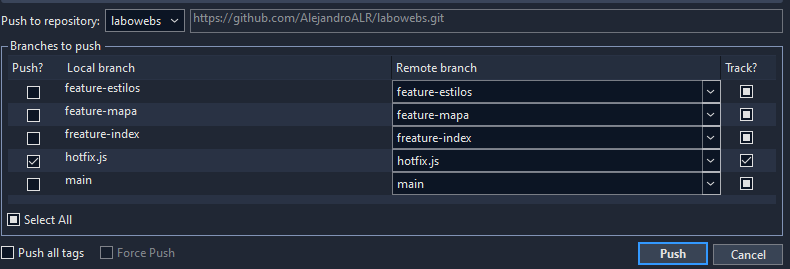 Push to repository: labowebs https://github.com/AlejandroALR/labowebs.git
Branches to push
Push? Local branch Remote branch Track?
feature-estilos feature-estilos
feature-mapa feature-mapa
freature-index freature-index
hotfix.js hotfix.js
main main
Select All
Push all tags Force Push Push Cancel